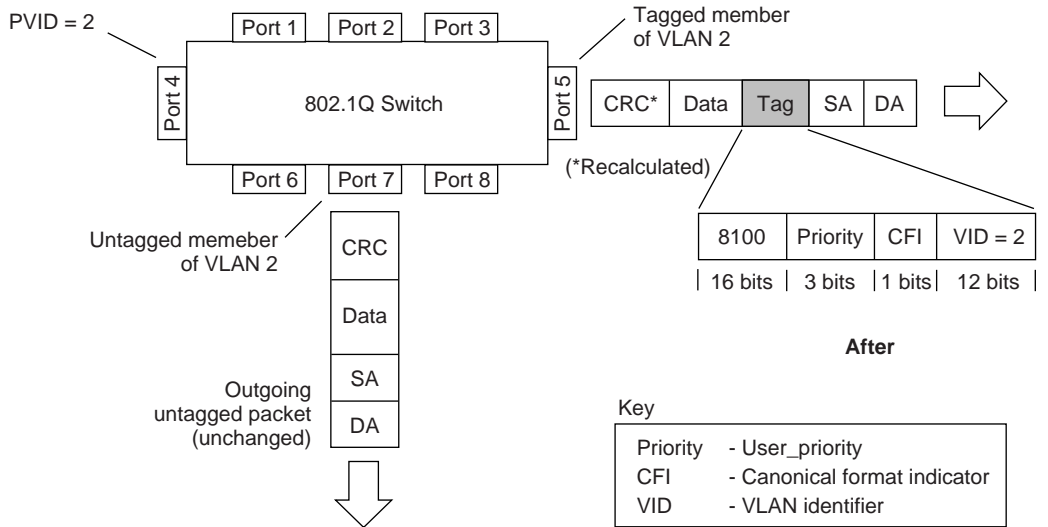 PVID = 2
Port 1
Port 2
Port 3
Tagged member
of VLAN 2
Port 4
802.1Q Switch
Port 5
CRC*
Data
Tag
SA
DA
(*Recalculated)
Port 6
Port 7
Port 8
Untagged memeber
of VLAN 2
CRC
Data
SA
DA
8100
Priority
CFI
VID = 2
16 bits
3 bits
1 bits
12 bits
After
Outgoing
untagged packet
(unchanged)
Key
Priority - User_priority
CFI - Canonical format indicator
VID - VLAN identifier